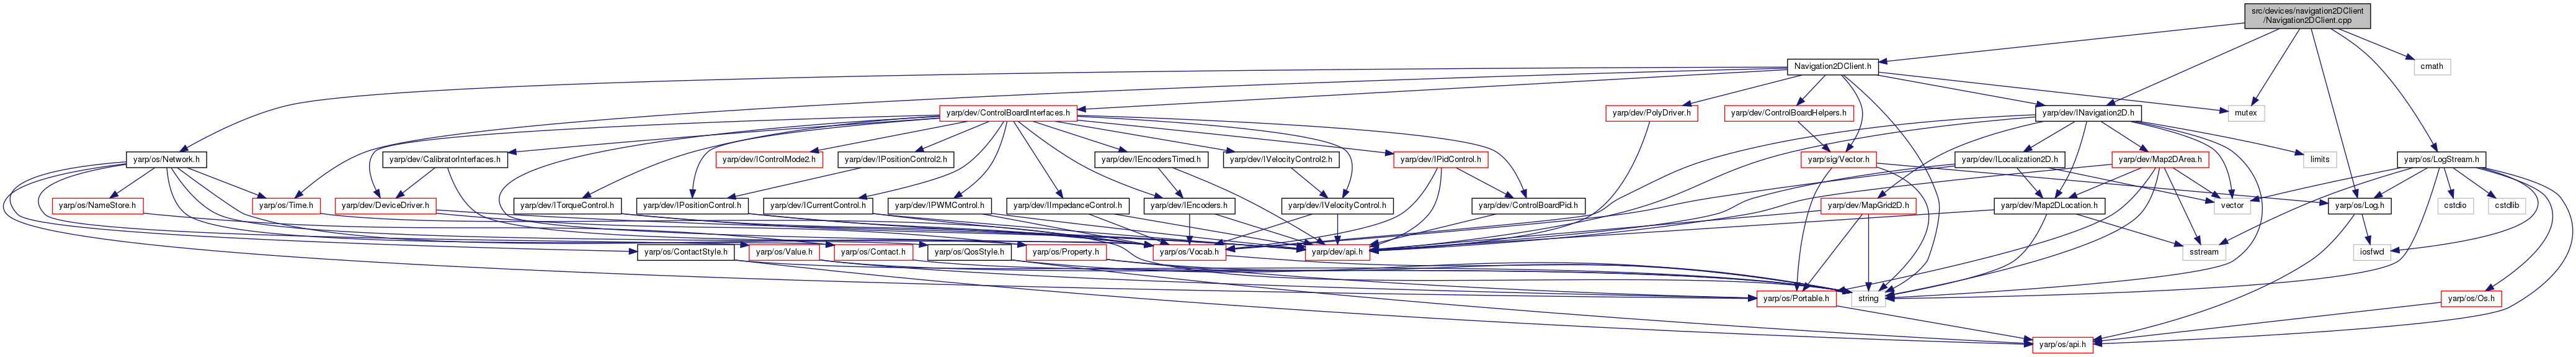 src/devices/navigation2DClient
/Navigation2DClient.cpp
Navigation2DClient.h
cmath
yarp/dev/ControlBoardInterfaces.h
yarp/dev/PolyDriver.h
yarp/dev/ControlBoardHelpers.h
yarp/dev/INavigation2D.h
mutex
yarp/os/Network.h
yarp/dev/CalibratorInterfaces.h
yarp/dev/IControlMode2.h
yarp/dev/IPositionControl2.h
yarp/dev/IEncodersTimed.h
yarp/dev/IVelocityControl2.h
yarp/dev/IPidControl.h
yarp/sig/Vector.h
yarp/dev/ILocalization2D.h
yarp/dev/Map2DArea.h
limits
yarp/os/LogStream.h
yarp/os/NameStore.h
yarp/os/Time.h
yarp/dev/DeviceDriver.h
yarp/dev/ITorqueControl.h
yarp/dev/IPositionControl.h
yarp/dev/ICurrentControl.h
yarp/dev/IPWMControl.h
yarp/dev/IImpedanceControl.h
yarp/dev/IEncoders.h
yarp/dev/IVelocityControl.h
yarp/dev/ControlBoardPid.h
yarp/dev/MapGrid2D.h
yarp/dev/Map2DLocation.h
vector
yarp/os/Log.h
cstdio
cstdlib
yarp/os/ContactStyle.h
yarp/os/Value.h
yarp/os/Contact.h
yarp/os/QosStyle.h
yarp/os/Property.h
yarp/os/Vocab.h
yarp/dev/api.h
sstream
iosfwd
yarp/os/Portable.h
string
yarp/os/Os.h
yarp/os/api.h